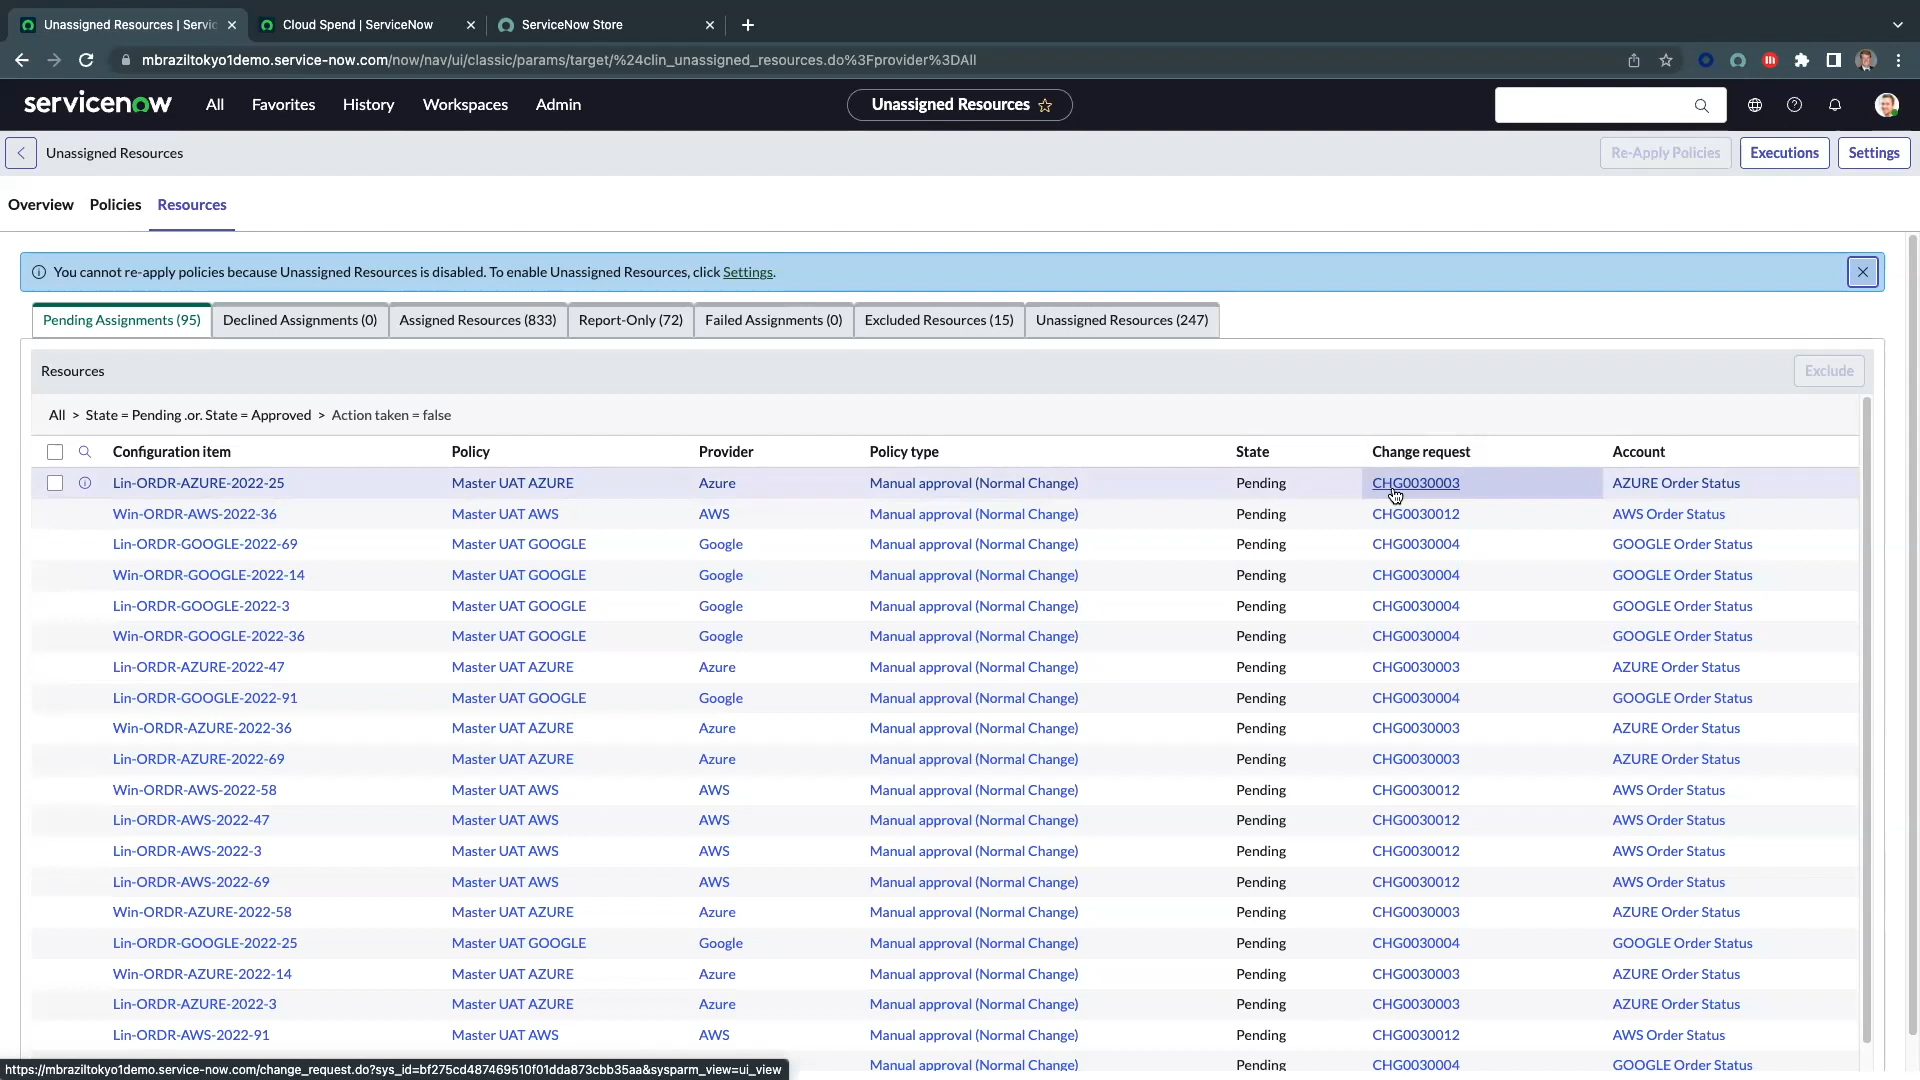 Unassigned Resources | Servic
Cloud Spend | ServiceNow
ServiceNow Store
mbraziltokyo1demo.service-now.com/now/nav/ui/classic/params/target/%24clin_unassigned_resources.do%3Fprovider%3DAll
servicenow All Favorites History Workspaces Admin Unassigned Resources
Unassigned Resources Re-Apply Policies Executions Settings
Overview Policies Resources
You cannot re-apply policies because Unassigned Resources is disabled. To enable Unassigned Resources, click Settings.
Pending Assignments (95) Declined Assignments (0) Assigned Resources (833) Report-Only (72) Failed Assignments (0) Excluded Resources (15) Unassigned Resources (247)
Resources Exclude
All > State = Pending .or. State = Approved > Action taken = false
Configuration item Policy Provider Policy type State Change request Account
Lin-ORDR-AZURE-2022-25 Master UAT AZURE Azure Manual approval (Normal Change) Pending CHG0030003 AZURE Order Status
Win-ORDR-AWS-2022-36 Master UAT AWS AWS Manual approval (Normal Change) Pending CHG0030012 AWS Order Status
Lin-ORDR-GOOGLE-2022-69 Master UAT GOOGLE Google Manual approval (Normal Change) Pending CHG0030004 GOOGLE Order Status
Win-ORDR-GOOGLE-2022-14 Master UAT GOOGLE Google Manual approval (Normal Change) Pending CHG0030004 GOOGLE Order Status
Lin-ORDR-GOOGLE-2022-3 Master UAT GOOGLE Google Manual approval (Normal Change) Pending CHG0030004 GOOGLE Order Status
Win-ORDR-GOOGLE-2022-36 Master UAT GOOGLE Google Manual approval (Normal Change) Pending CHG0030004 GOOGLE Order Status
Lin-ORDR-AZURE-2022-47 Master UAT AZURE Azure Manual approval (Normal Change) Pending CHG0030003 AZURE Order Status
Lin-ORDR-GOOGLE-2022-91 Master UAT GOOGLE Google Manual approval (Normal Change) Pending CHG0030004 GOOGLE Order Status
Win-ORDR-AZURE-2022-36 Master UAT AZURE Azure Manual approval (Normal Change) Pending CHG0030003 AZURE Order Status
Lin-ORDR-AZURE-2022-69 Master UAT AZURE Azure Manual approval (Normal Change) Pending CHG0030003 AZURE Order Status
Win-ORDR-AWS-2022-58 Master UAT AWS AWS Manual approval (Normal Change) Pending CHG0030012 AWS Order Status
Lin-ORDR-AWS-2022-47 Master UAT AWS AWS Manual approval (Normal Change) Pending CHG0030012 AWS Order Status
Lin-ORDR-AWS-2022-3 Master UAT AWS AWS Manual approval (Normal Change) Pending CHG0030012 AWS Order Status
Lin-ORDR-AWS-2022-69 Master UAT AWS AWS Manual approval (Normal Change) Pending CHG0030012 AWS Order Status
Win-ORDR-AZURE-2022-58 Master UAT AZURE Azure Manual approval (Normal Change) Pending CHG0030003 AZURE Order Status
Lin-ORDR-GOOGLE-2022-25 Master UAT GOOGLE Google Manual approval (Normal Change) Pending CHG0030004 GOOGLE Order Status
Win-ORDR-AZURE-2022-14 Master UAT AZURE Azure Manual approval (Normal Change) Pending CHG0030003 AZURE Order Status
Lin-ORDR-AZURE-2022-3 Master UAT AZURE Azure Manual approval (Normal Change) Pending CHG0030003 AZURE Order Status
Lin-ORDR-AWS-2022-91 Master UAT AWS AWS Manual approval (Normal Change) Pending CHG0030012 AWS Order Status
Manual approval (Normal Change) Pending CHG0030004 GOOGLE Order Status
https://mbraziltokyo1demo.service-now.com/change_request.do?sys_id=bf275cd487469510f01dda873cbb35aa&sysparm_view=ui_view